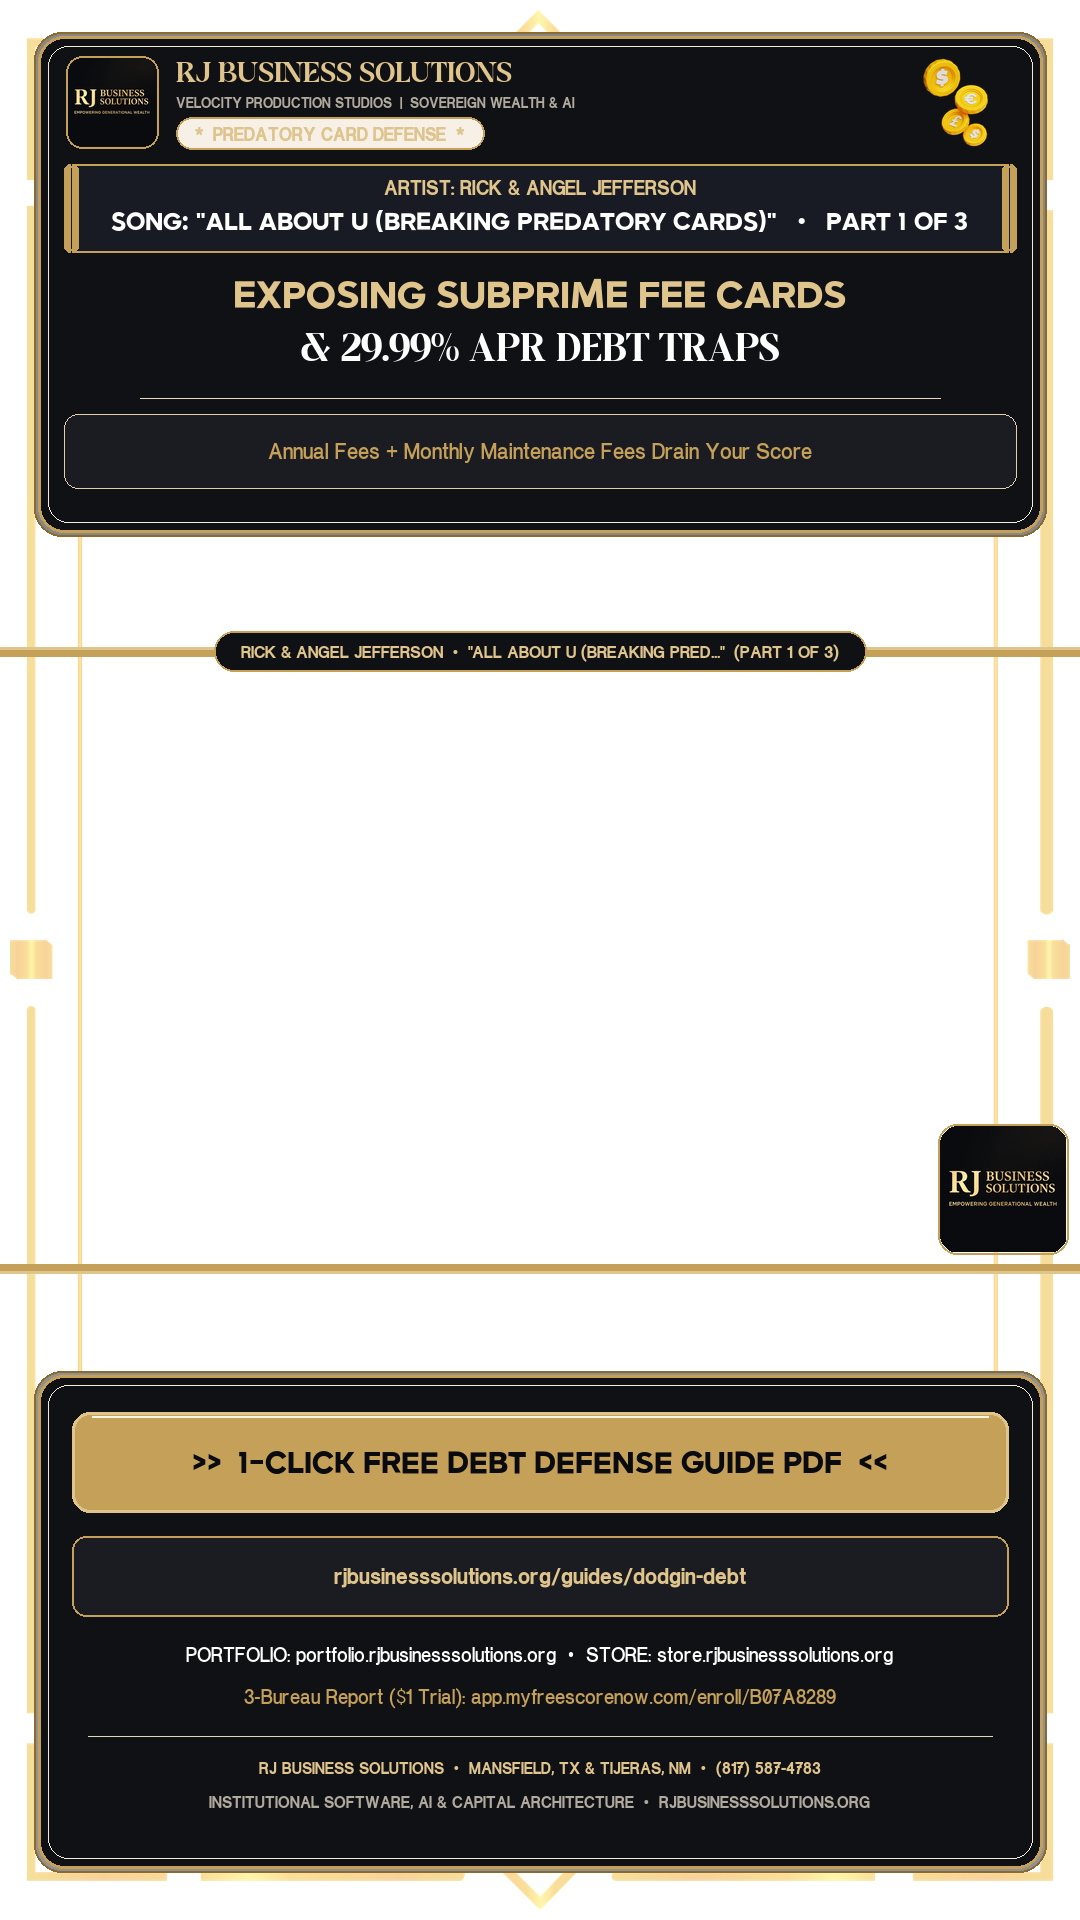 RJ BUSINESS SOLUTIONS
EMPOWERING GENERATIONAL WEALTH
RJ BUSINESS SOLUTIONS
VELOCITY PRODUCTION STUDIOS | SOVEREIGN WEALTH & AI
* PREDATORY CARD DEFENSE *
ARTIST: RICK & ANGEL JEFFERSON
SONG: "ALL ABOUT U (BREAKING PREDATORY CARDS)" • PART 1 OF 3
EXPOSING SUBPRIME FEE CARDS
& 29.99% APR DEBT TRAPS
Annual Fees + Monthly Maintenance Fees Drain Your Score
RICK & ANGEL JEFFERSON • "ALL ABOUT U (BREAKING PRED..." (PART 1 OF 3)
RJ BUSINESS SOLUTIONS
EMPOWERING GENERATIONAL WEALTH
>> 1-CLICK FREE DEBT DEFENSE GUIDE PDF <<
rjbusinesssolutions.org/guides/dodgin-debt
PORTFOLIO: portfolio.rjbusinesssolutions.org • STORE: store.rjbusinesssolutions.org
3-Bureau Report ($1 Trial): app.myfreescorenow.com/enroll/B07A8289
RJ BUSINESS SOLUTIONS • MANSFIELD, TX & TIJERAS, NM • (817) 587-4783
INSTITUTIONAL SOFTWARE, AI & CAPITAL ARCHITECTURE • RJBUSINESSSOLUTIONS.ORG